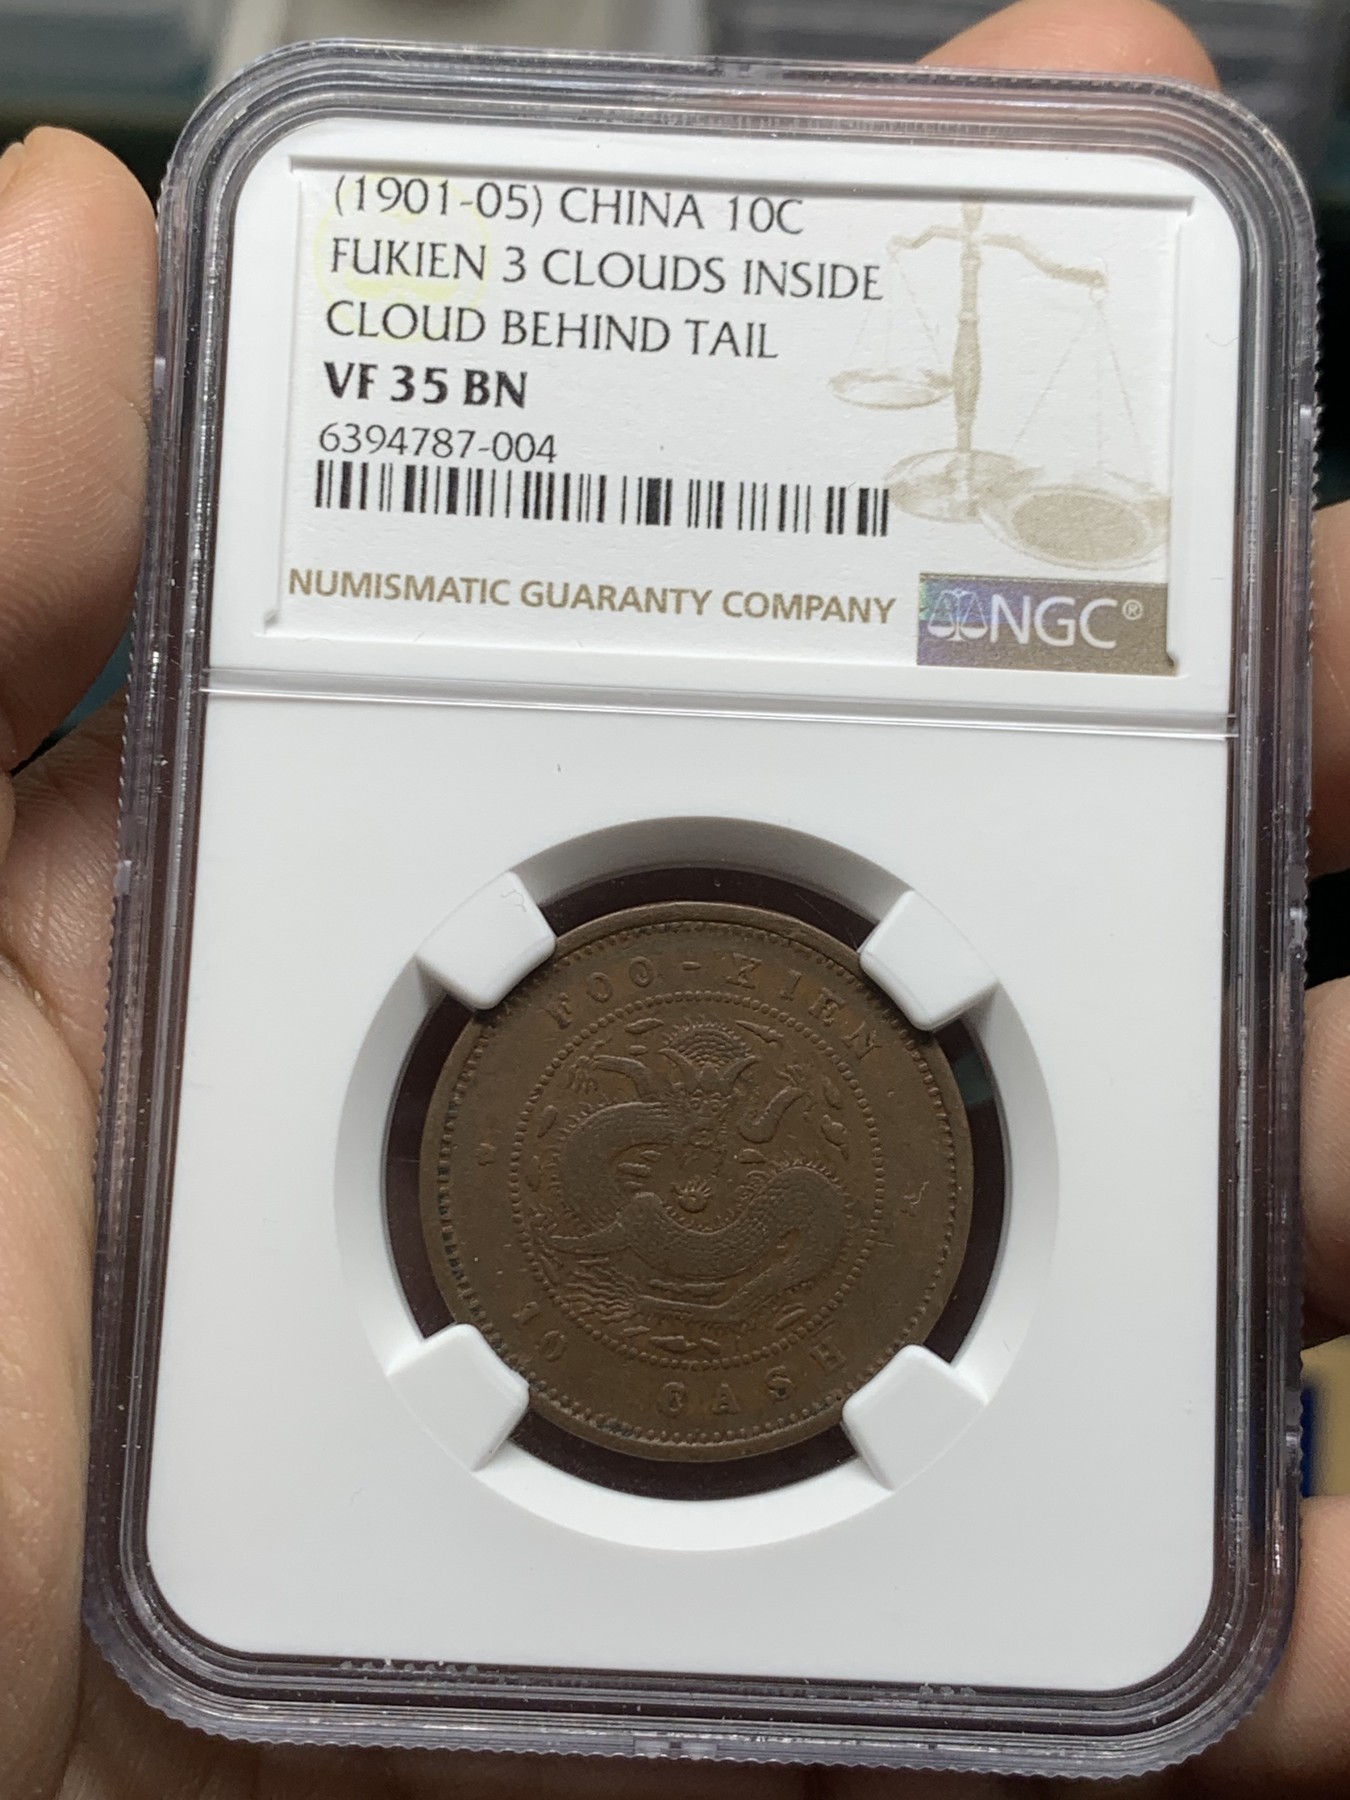 (1901-05) CHINA 10C
FUKIEN 3 CLOUDS INSIDE
CLOUD BEHIND TAIL
VF 35 BN
6394787-004
NUMISMATIC GUARANTY COMPANY
NGC®
FOO-KIEN
10 CASH